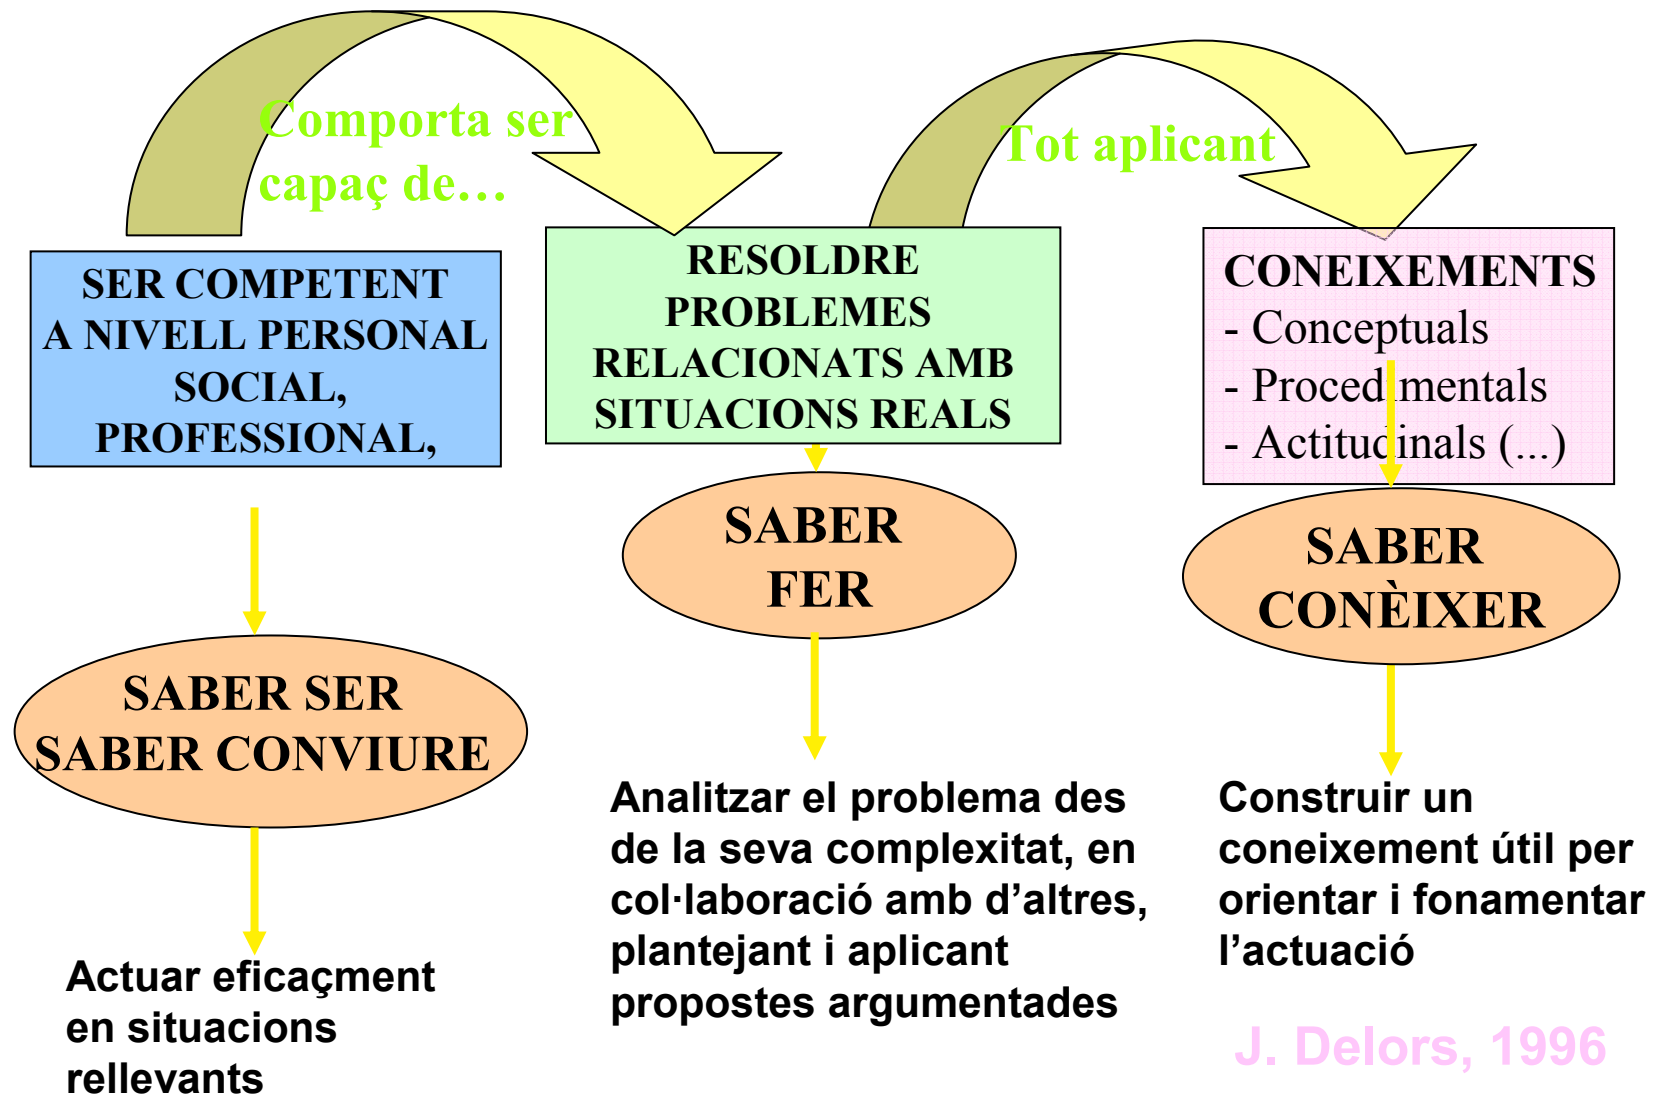 Comporta ser
capaç de…
Tot aplicant
SER COMPETENT
A NIVELL PERSONAL
SOCIAL,
PROFESSIONAL,
RESOLDRE
PROBLEMES
RELACIONATS AMB
SITUACIONS REALS
CONEIXEMENTS
- Conceptuals
- Procedimentals
- Actitudinals (...)
SABER SER
SABER CONVIURE
SABER
FER
SABER
CONÈIXER
Actuar eficaçment
en situacions
rellevants
Analitzar el problema des
de la seva complexitat, en
col·laboració amb d’altres,
plantejant i aplicant
propostes argumentades
Construir un
coneixement útil per
orientar i fonamentar
l’actuació
J. Delors, 1996